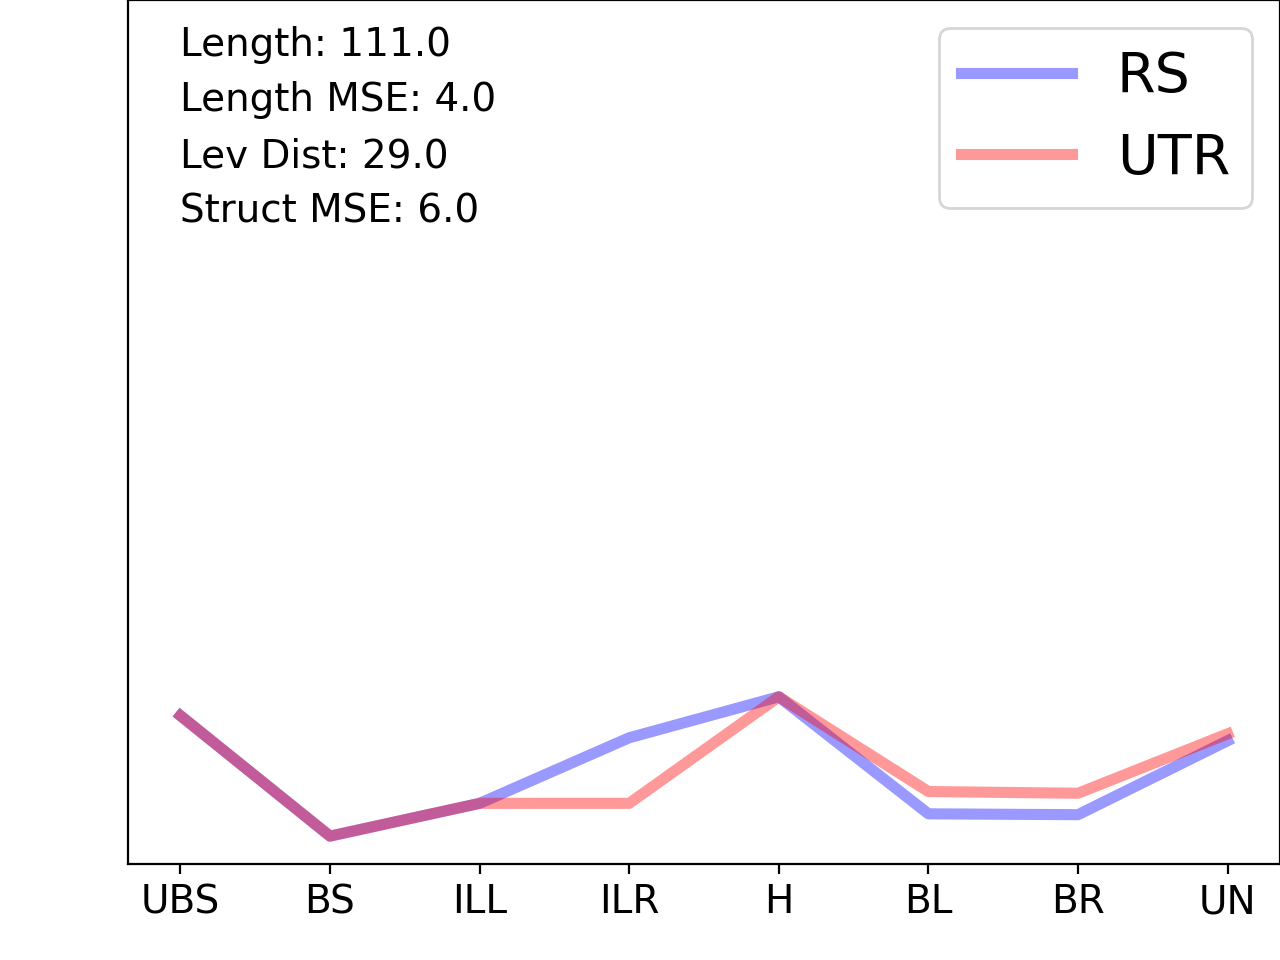 Length: 111.0
Length MSE: 4.0
Lev Dist: 29.0
Struct MSE: 6.0
RS
UTR
UBS BS ILL ILR H BL BR UN